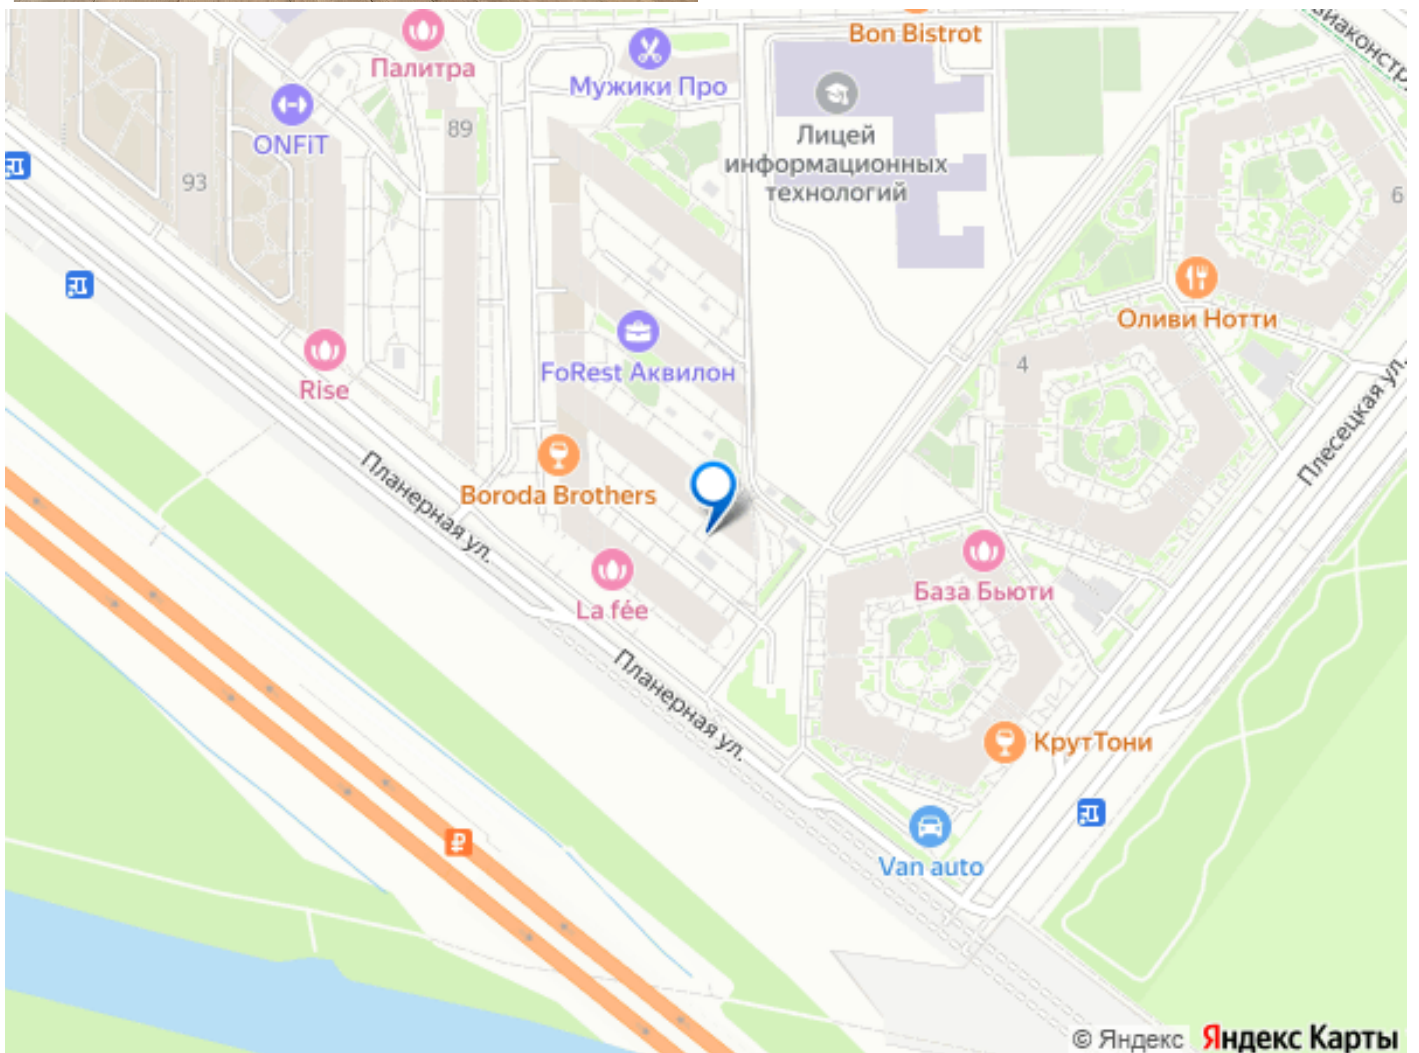 Bon Bistrot
Палитра
Мужики Про
89
ONFiT
Лицей
информационных
технологий
93
6
Оливи Нотти
FoRest Аквилон
4
Rise
Плесецкая ул.
Планерная ул.
Boroda Brothers
База Бьюти
La fée
Планерная ул.
КрутТони
Van auto
© Яндекс Яндекс Карты